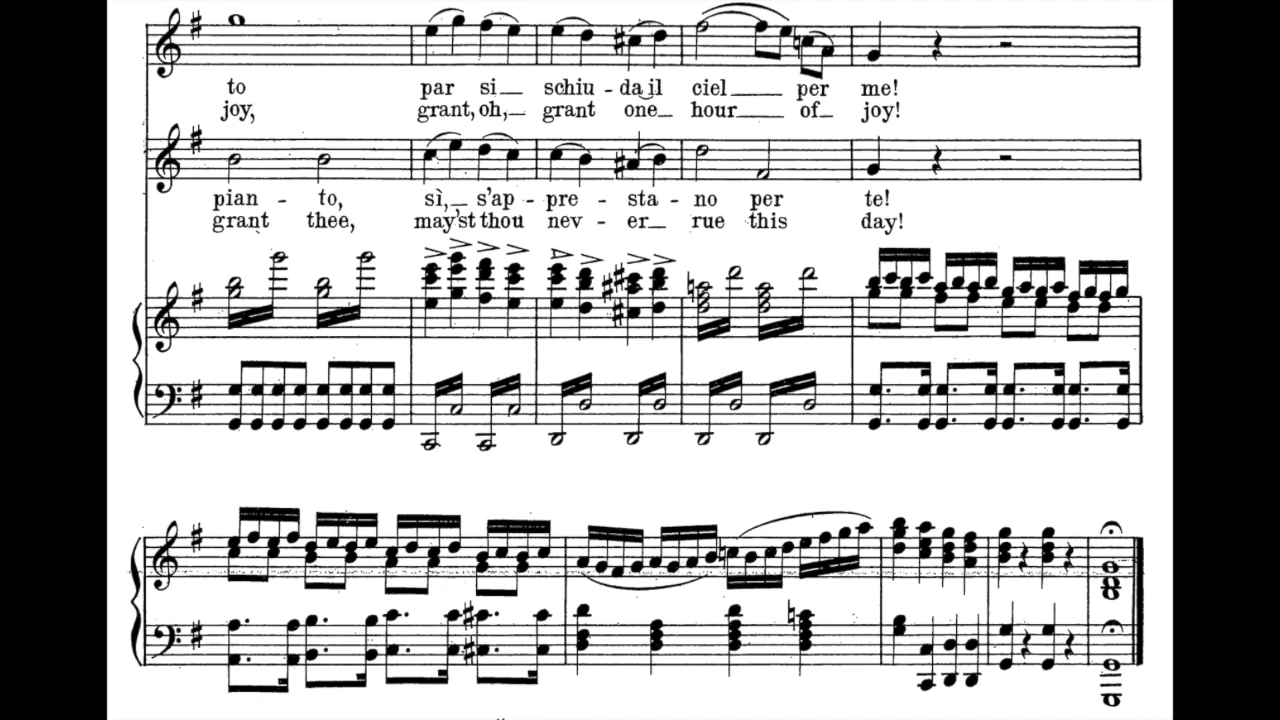 to par si schiu - da il ciel per me!
joy, grant, oh, grant one hour of joy!
pian - to, sì, s'ap - pre - sta - no per te!
grant thee, may'st thou nev - er rue this day!